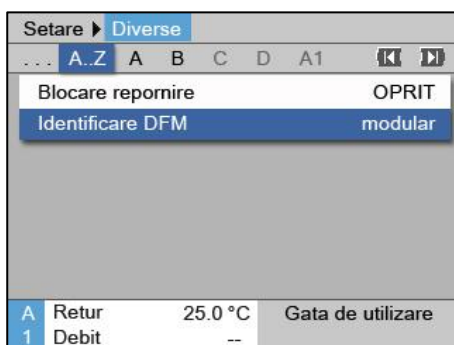 Setare ▶ Diverse
... A..Z A B C D A1
Blocare repornire OPRIT
Identificare DFM modular
A Retur 25.0 °C Gata de utilizare
1 Debit --